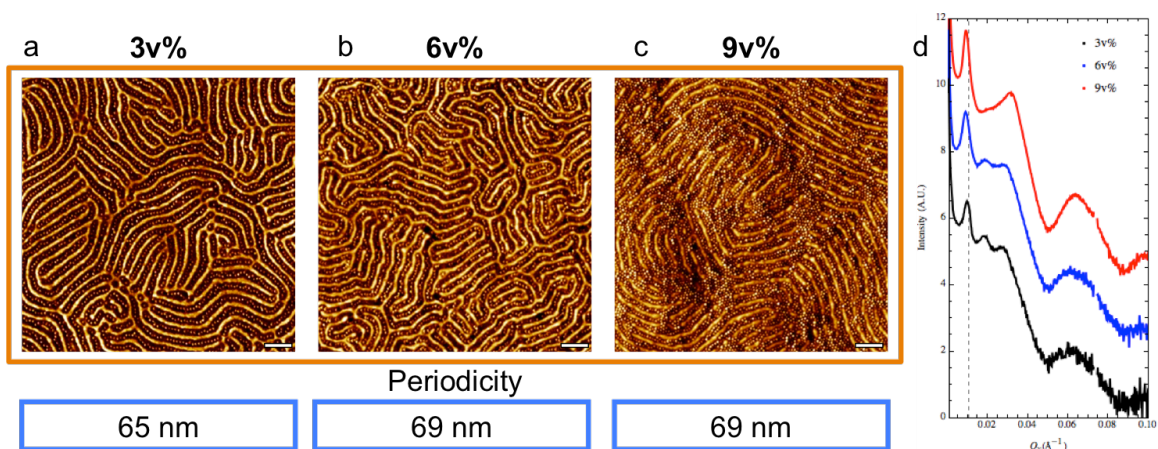 a 3v% b 6v% c 9v% d
Periodicity
65 nm 69 nm 69 nm
12
10
8
6
4
2
0
Intensity (A.U.)
3v%
6v%
9v%
0.02 0.04 0.06 0.08 0.10
(Å⁻¹)